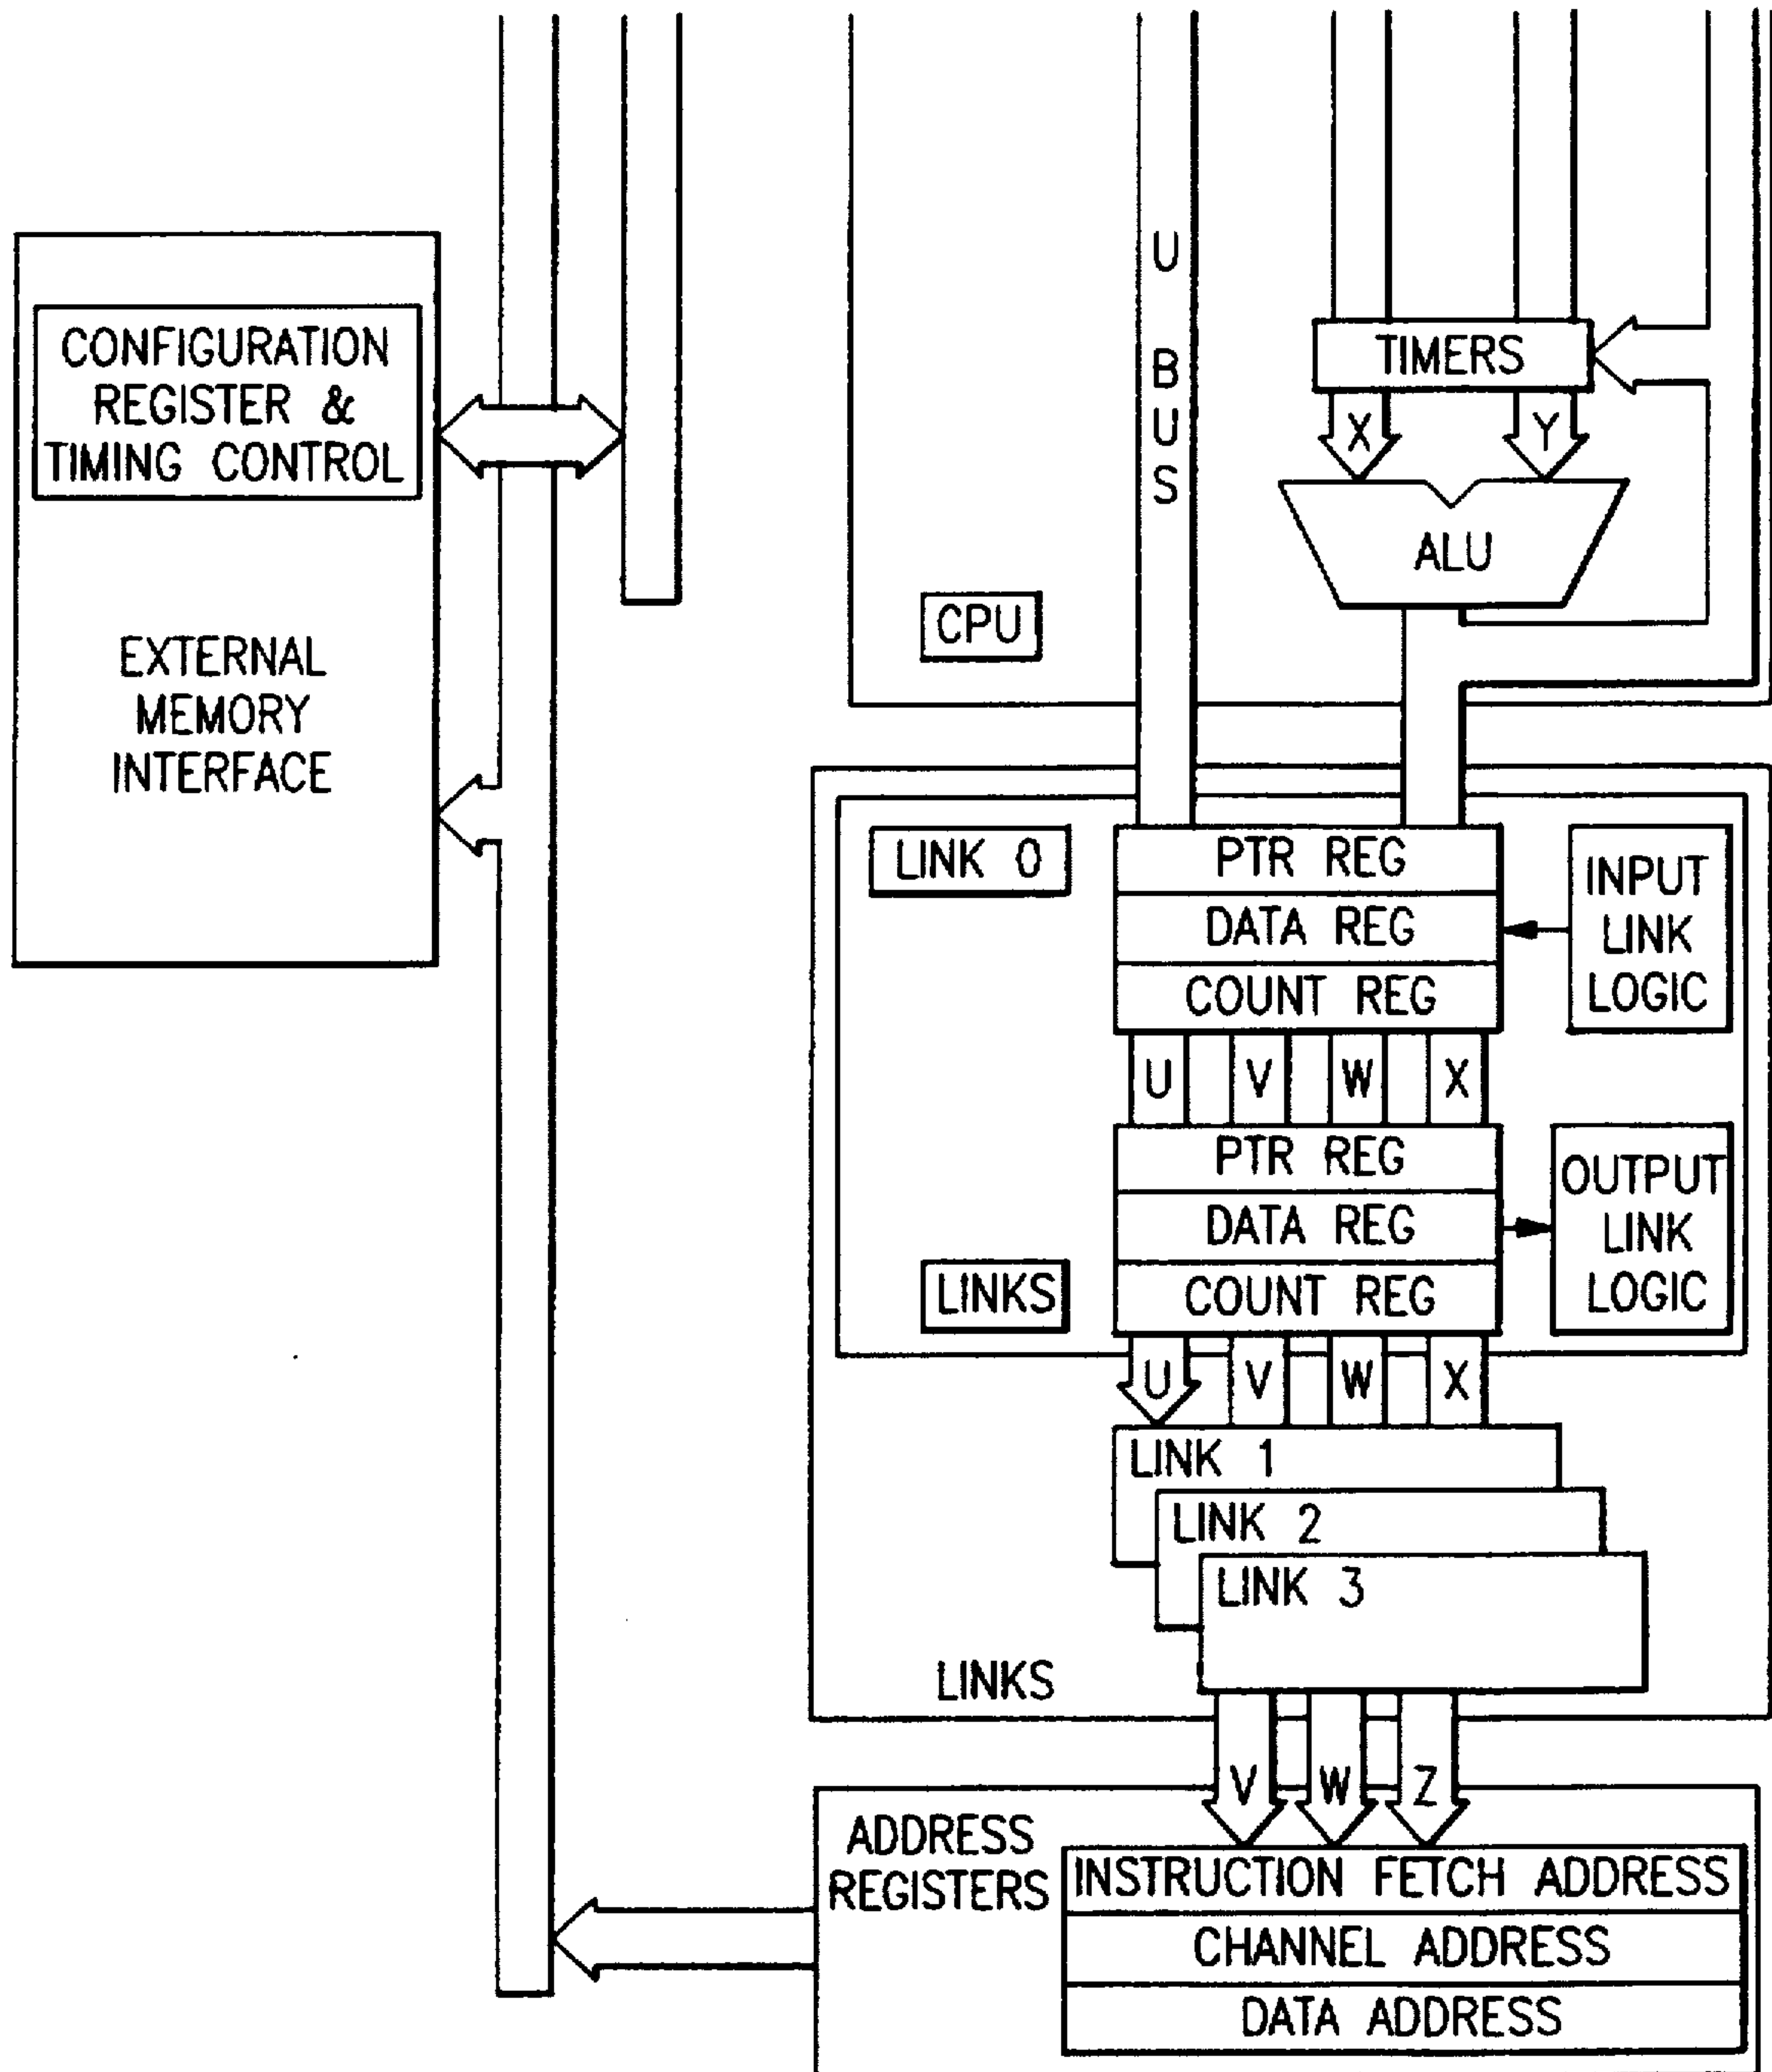 CONFIGURATION
REGISTER &
TIMING CONTROL
EXTERNAL
MEMORY
INTERFACE
U BUS
TIMERS
X Y
ALU
CPU
LINK 0
PTR REG
DATA REG
COUNT REG
INPUT
LINK
LOGIC
U V W X
PTR REG
DATA REG
COUNT REG
OUTPUT
LINK
LOGIC
LINKS
U V W X
LINK 1
LINK 2
LINK 3
LINKS
V W Z
ADDRESS
REGISTERS
INSTRUCTION FETCH ADDRESS
CHANNEL ADDRESS
DATA ADDRESS